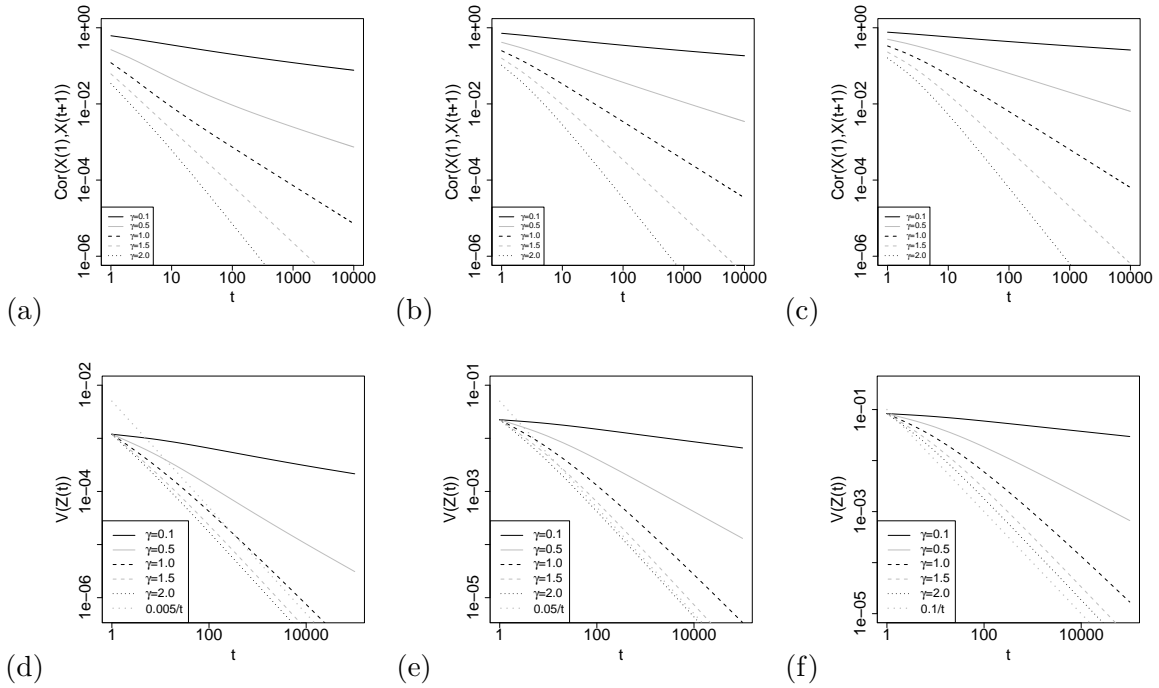 Cor(X(1),X(t+1))
1e+00
1e−02
1e−04
1e−06
γ=0.1
γ=0.5
γ=1.0
γ=1.5
γ=2.0
1 10 100 1000 10000
t
(a)
Cor(X(1),X(t+1))
1e+00
1e−02
1e−04
1e−06
γ=0.1
γ=0.5
γ=1.0
γ=1.5
γ=2.0
1 10 100 1000 10000
t
(b)
Cor(X(1),X(t+1))
1e+00
1e−02
1e−04
1e−06
γ=0.1
γ=0.5
γ=1.0
γ=1.5
γ=2.0
1 10 100 1000 10000
t
(c)
V(Z(t))
1e−02
1e−04
1e−06
γ=0.1
γ=0.5
γ=1.0
γ=1.5
γ=2.0
0.005/t
1 100 10000
t
(d)
V(Z(t))
1e−01
1e−03
1e−05
γ=0.1
γ=0.5
γ=1.0
γ=1.5
γ=2.0
0.05/t
1 100 10000
t
(e)
V(Z(t))
1e−01
1e−03
1e−05
γ=0.1
γ=0.5
γ=1.0
γ=1.5
γ=2.0
0.1/t
1 100 10000
t
(f)